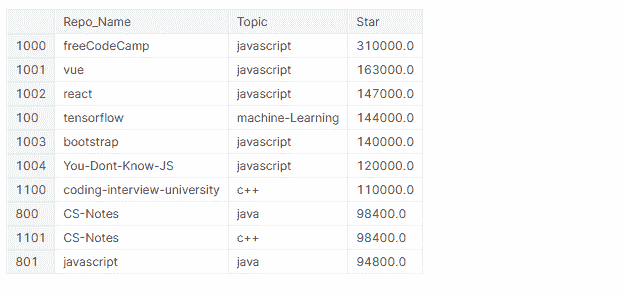 Repo_Name Topic Star
1000 freeCodeCamp javascript 310000.0
1001 vue javascript 163000.0
1002 react javascript 147000.0
100 tensorflow machine-Learning 144000.0
1003 bootstrap javascript 140000.0
1004 You-Dont-Know-JS javascript 120000.0
1100 coding-interview-university c++ 110000.0
800 CS-Notes java 98400.0
1101 CS-Notes c++ 98400.0
801 javascript java 94800.0